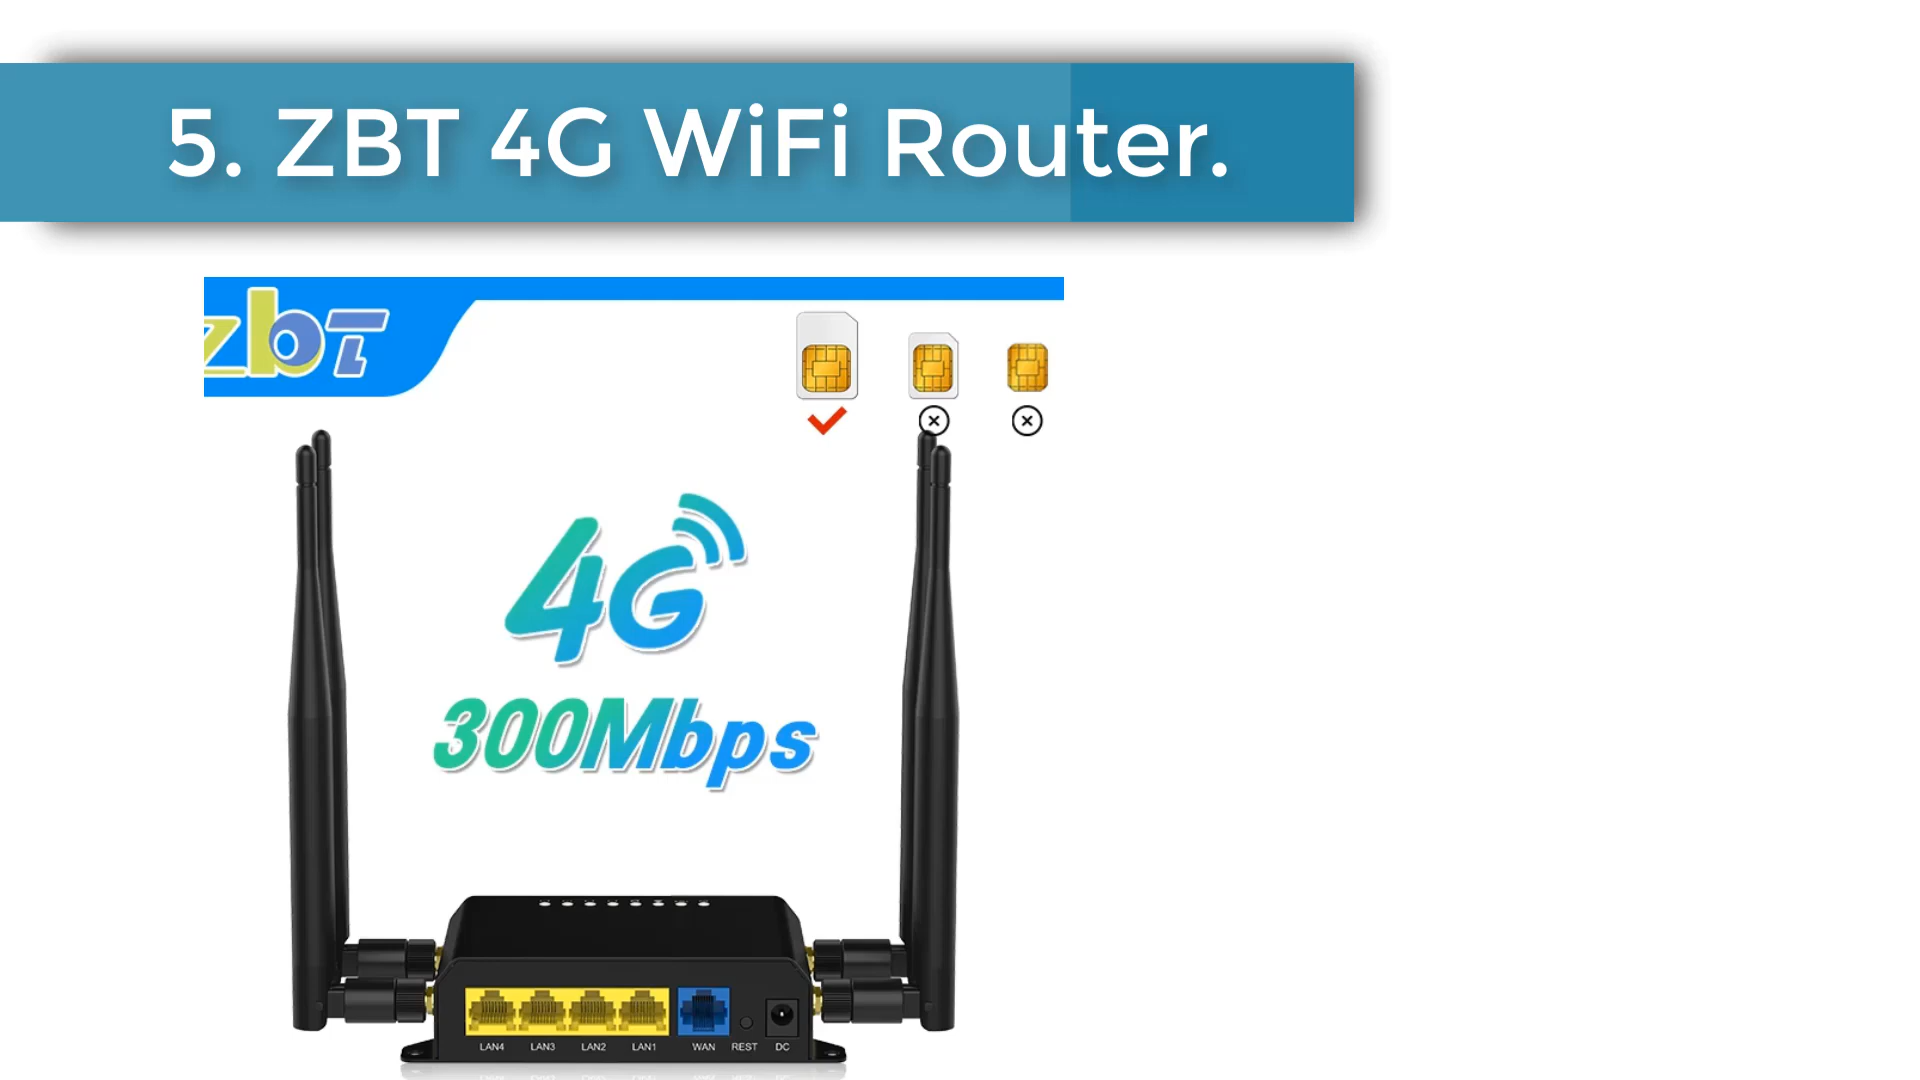 5. ZBT 4G WiFi Router.
zbT
4G
300Mbps
LAN4 LAN3 LAN2 LAN1 WAN REST DC